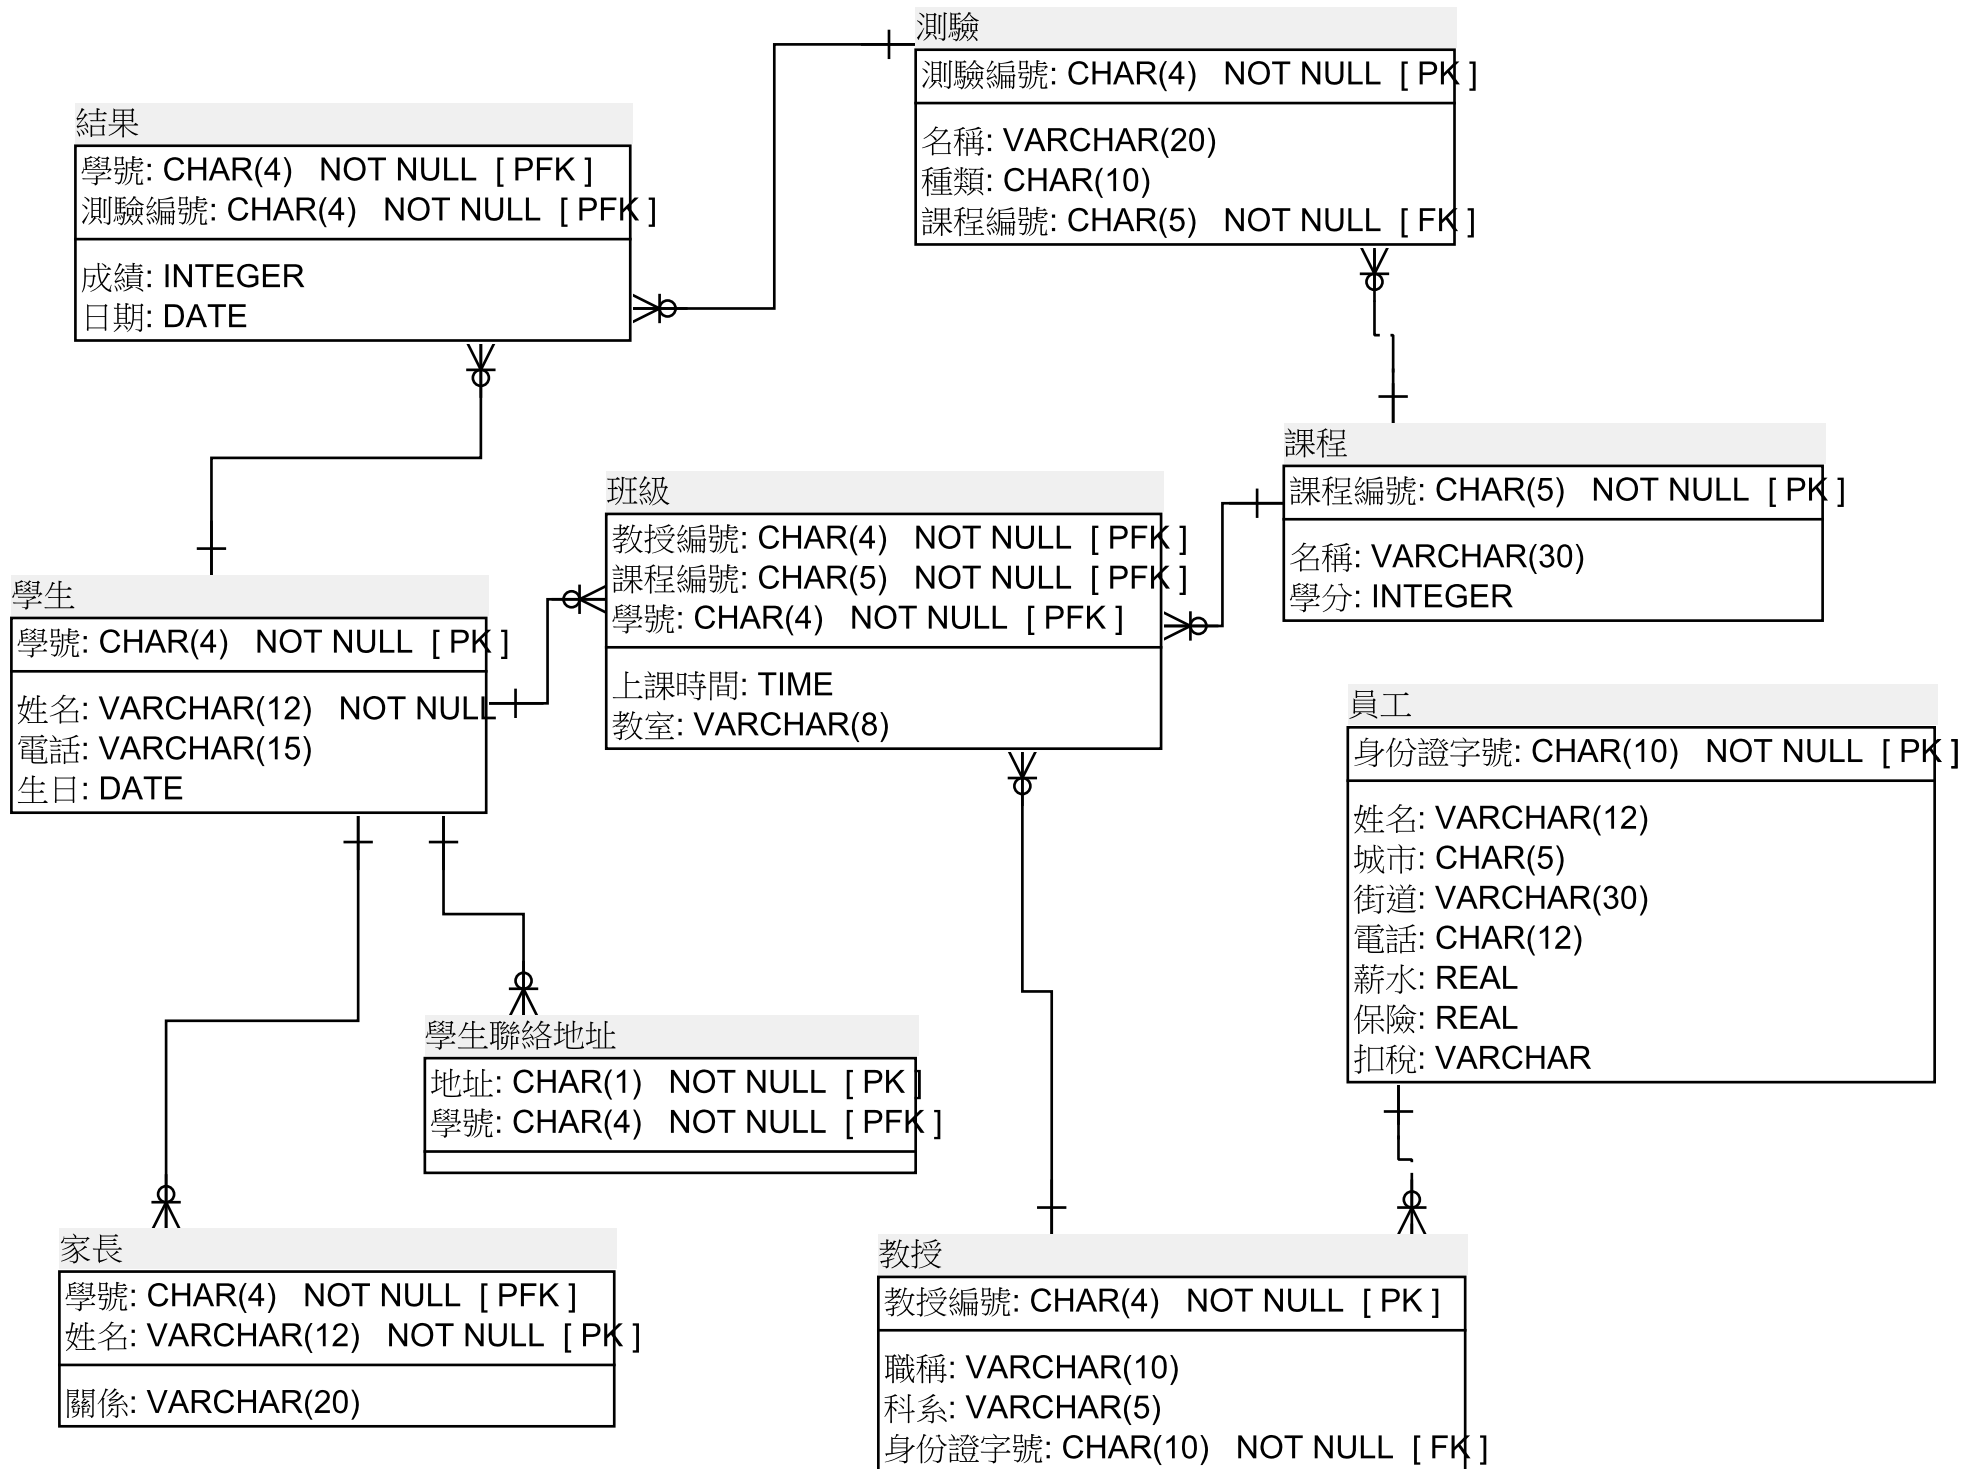 測驗
測驗編號: CHAR(4) NOT NULL [ PK ]
名稱: VARCHAR(20)
種類: CHAR(10)
課程編號: CHAR(5) NOT NULL [ FK ]
結果
學號: CHAR(4) NOT NULL [ PFK ]
測驗編號: CHAR(4) NOT NULL [ PFK ]
成績: INTEGER
日期: DATE
課程
課程編號: CHAR(5) NOT NULL [ PK ]
名稱: VARCHAR(30)
學分: INTEGER
班級
教授編號: CHAR(4) NOT NULL [ PFK ]
課程編號: CHAR(5) NOT NULL [ PFK ]
學號: CHAR(4) NOT NULL [ PFK ]
上課時間: TIME
教室: VARCHAR(8)
學生
學號: CHAR(4) NOT NULL [ PK ]
姓名: VARCHAR(12) NOT NULL
電話: VARCHAR(15)
生日: DATE
員工
身份證字號: CHAR(10) NOT NULL [ PK ]
姓名: VARCHAR(12)
城市: CHAR(5)
街道: VARCHAR(30)
電話: CHAR(12)
薪水: REAL
保險: REAL
扣稅: VARCHAR
學生聯絡地址
地址: CHAR(1) NOT NULL [ PK ]
學號: CHAR(4) NOT NULL [ PFK ]
家長
學號: CHAR(4) NOT NULL [ PFK ]
姓名: VARCHAR(12) NOT NULL [ PK ]
關係: VARCHAR(20)
教授
教授編號: CHAR(4) NOT NULL [ PK ]
職稱: VARCHAR(10)
科系: VARCHAR(5)
身份證字號: CHAR(10) NOT NULL [ FK ]